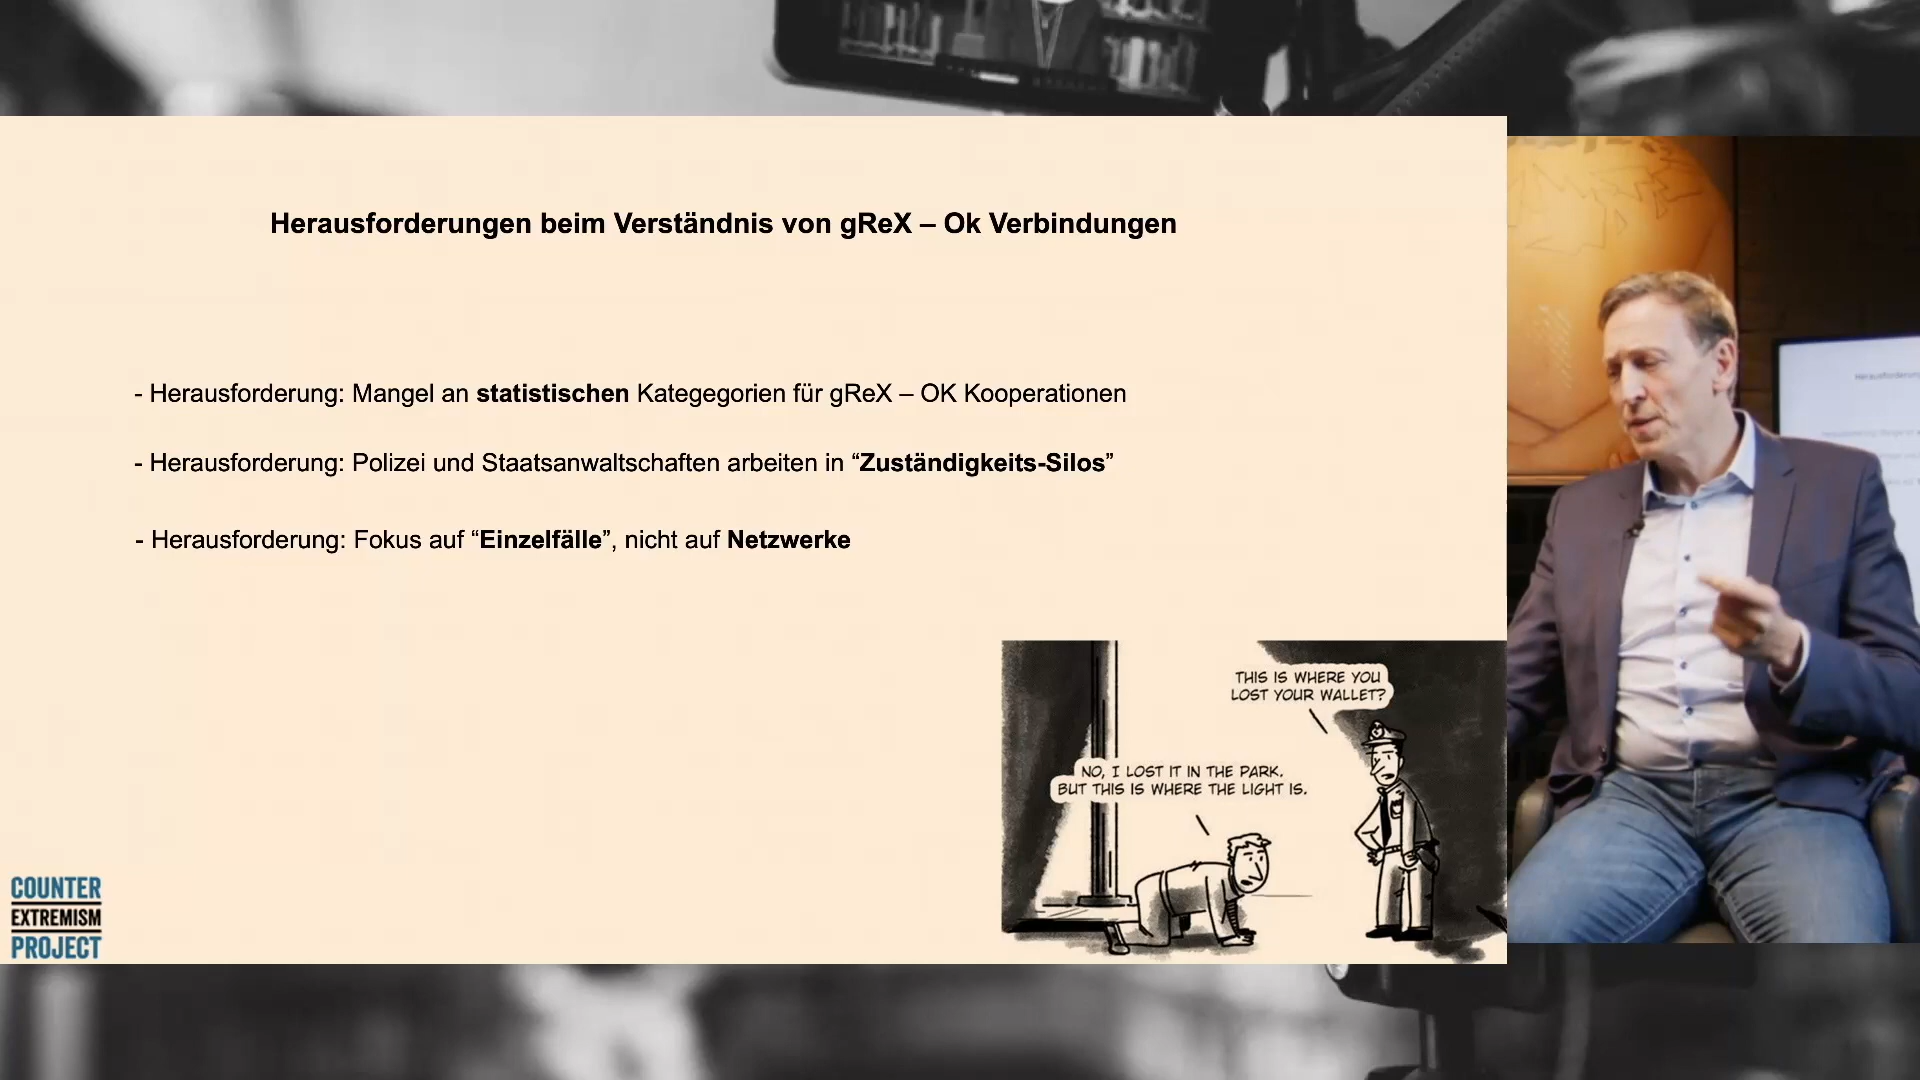 Herausforderungen beim Verständnis von gReX – Ok Verbindungen
- Herausforderung: Mangel an statistischen Kategegorien für gReX – OK Kooperationen
- Herausforderung: Polizei und Staatsanwaltschaften arbeiten in “Zuständigkeits-Silos”
- Herausforderung: Fokus auf “Einzelfälle”, nicht auf Netzwerke
THIS IS WHERE YOU
LOST YOUR WALLET?
NO, I LOST IT IN THE PARK.
BUT THIS IS WHERE THE LIGHT IS.
COUNTER
EXTREMISM
PROJECT